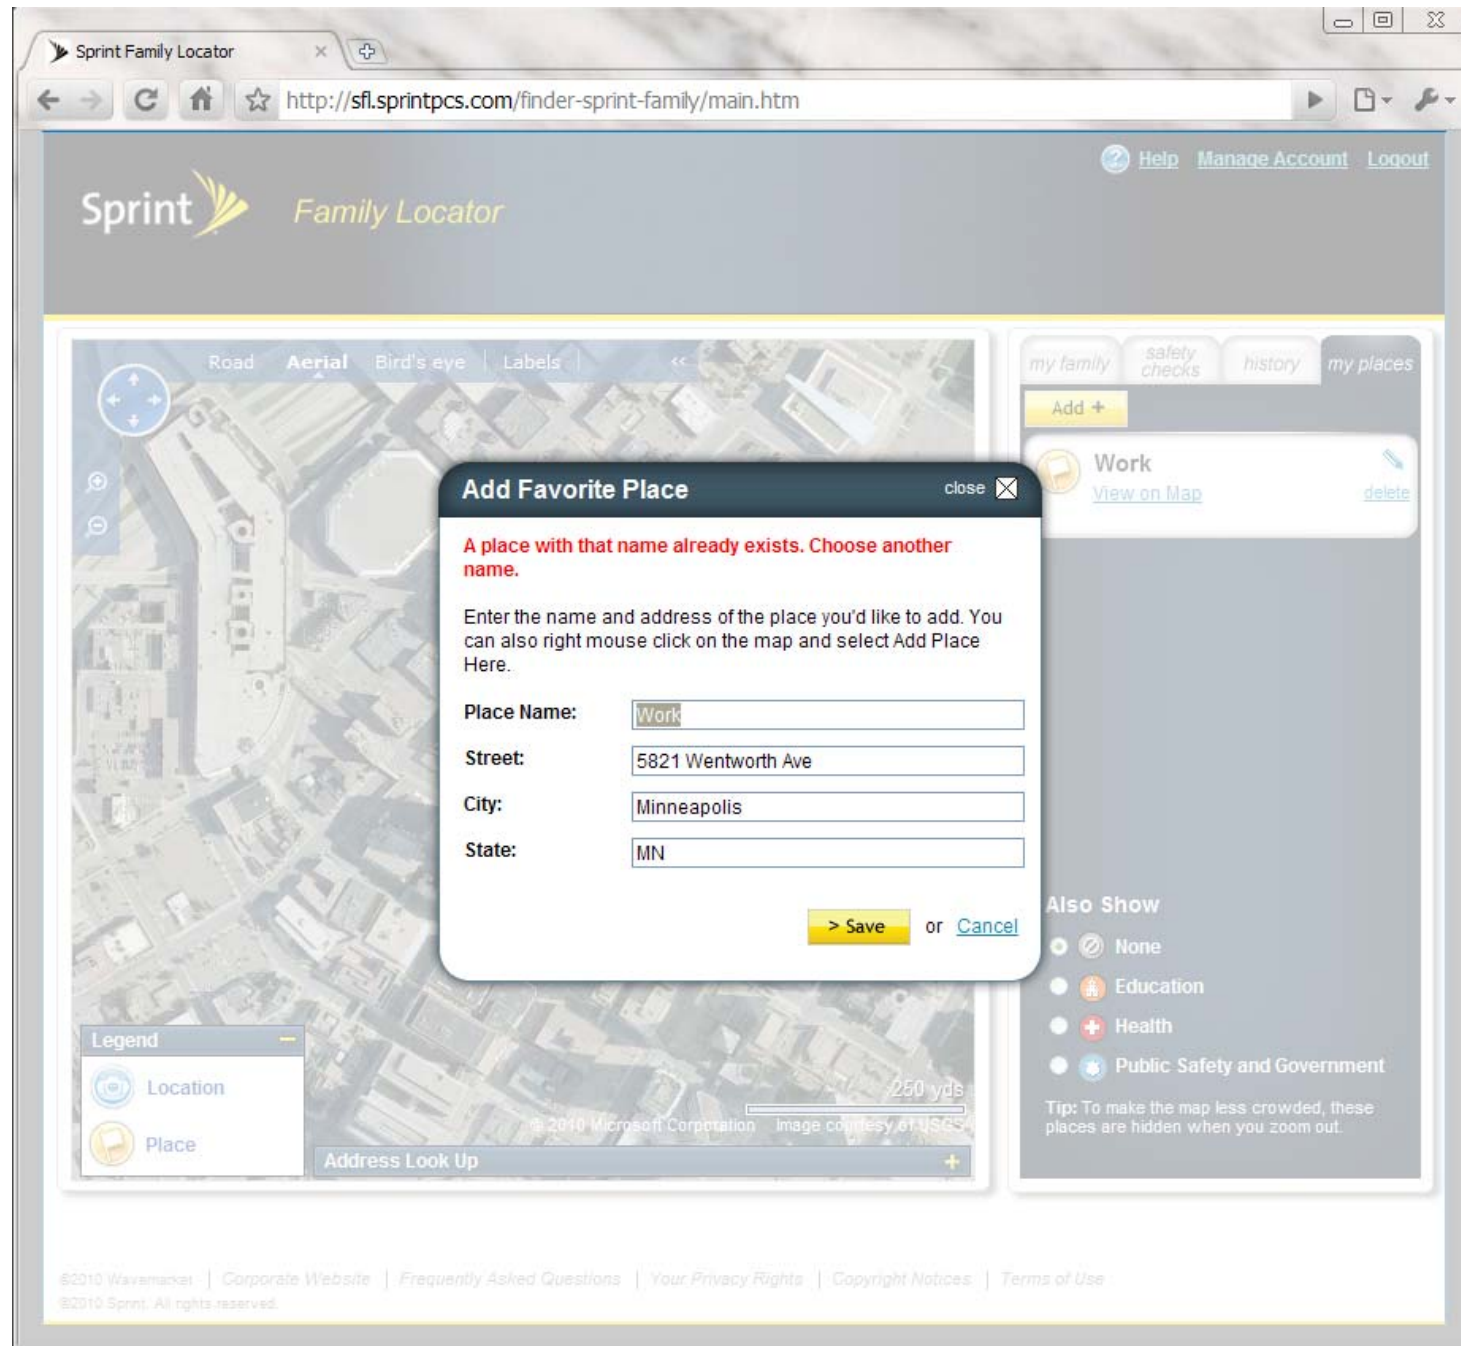 Sprint Family Locator
http://sfl.sprintpcs.com/finder-sprint-family/main.htm
Help Manage Account Logout
Sprint Family Locator
Road Aerial Bird's eye Labels <<
my family safety checks history my places
Add +
Work
View on Map delete
Add Favorite Place close
A place with that name already exists. Choose another
name.
Enter the name and address of the place you'd like to add. You
can also right mouse click on the map and select Add Place
Here.
Place Name: Work
Street: 5821 Wentworth Ave
City: Minneapolis
State: MN
> Save or Cancel
Also Show
None
Education
Health
Public Safety and Government
Tip: To make the map less crowded, these
places are hidden when you zoom out.
Legend
Location
Place
250 yds
© 2010 Microsoft Corporation Image courtesy of USGS
Address Look Up +
©2010 Wavemarket | Corporate Website | Frequently Asked Questions | Your Privacy Rights | Copyright Notices | Terms of Use
©2010 Sprint. All rights reserved.